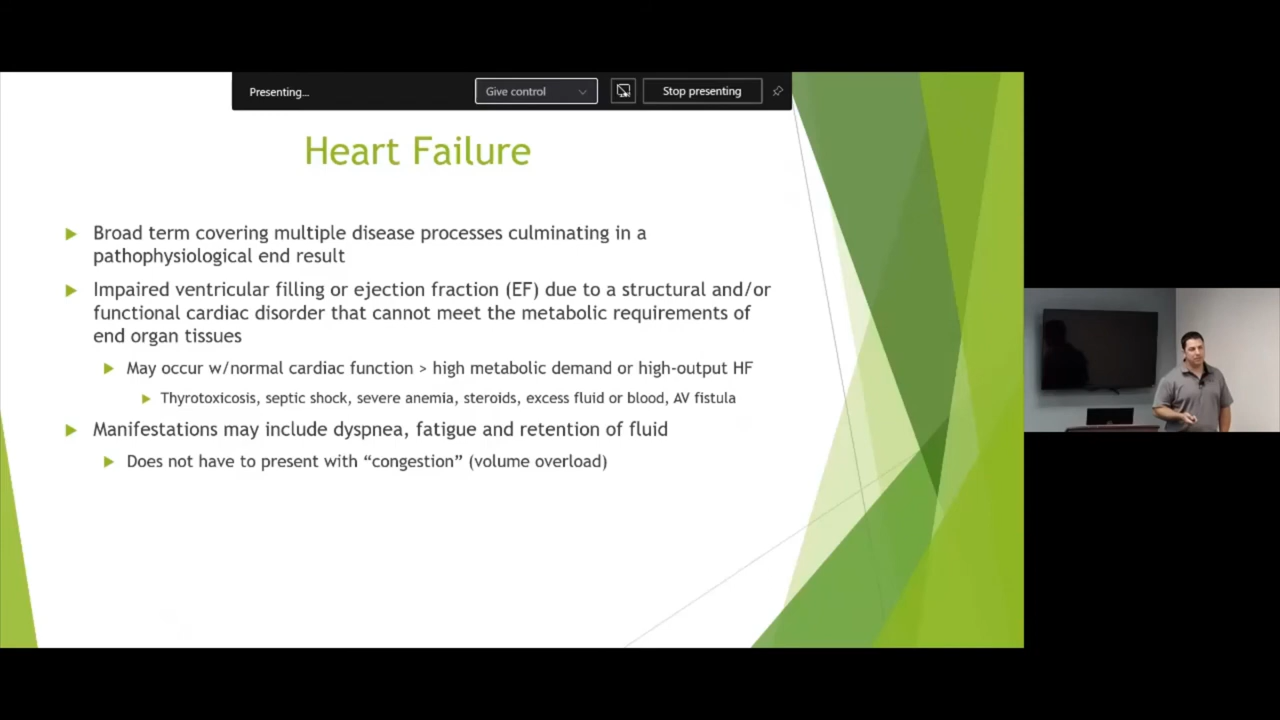 Presenting...
Give control
Stop presenting
Heart Failure
Broad term covering multiple disease processes culminating in a
pathophysiological end result
Impaired ventricular filling or ejection fraction (EF) due to a structural and/or
functional cardiac disorder that cannot meet the metabolic requirements of
end organ tissues
May occur w/normal cardiac function > high metabolic demand or high-output HF
Thyrotoxicosis, septic shock, severe anemia, steroids, excess fluid or blood, AV fistula
Manifestations may include dyspnea, fatigue and retention of fluid
Does not have to present with “congestion” (volume overload)